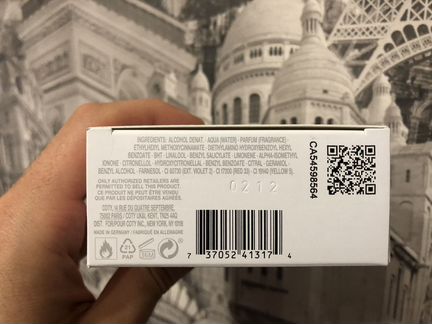 INGREDIENTS: ALCOHOL DENAT. · AQUA (WATER) · PARFUM (FRAGRANCE) ·
ETHYLHEXYL METHOXYCINNAMATE · DIETHYLAMINO HYDROXYBENZOYL HEXYL
BENZOATE · BHT · LINALOOL · BENZYL SALICYLATE · LIMONENE · ALPHA-ISOMETHYL
IONONE · CITRONELLOL · HYDROXYCITRONELLAL · BENZYL BENZOATE · CITRAL · GERANIOL ·
BENZYL ALCOHOL · FARNESOL · CI 60730 (EXT. VIOLET 2) · CI 17200 (RED 33) · CI 19140 (YELLOW 5).
ONLY AUTHORIZED RETAILERS ARE
PERMITTED TO SELL THIS PRODUCT.
CE PRODUIT NE PEUT ÊTRE VENDU
QUE PAR LES DÉPOSITAIRES AGRÉÉS.
0212
COTY, 14 RUE DU QUATRE SEPTEMBRE,
75002 PARIS / COTY UK&I, KENT, TN25 4AQ
DIST. FOR/POUR COTY INC., NEW YORK, NY 10118
MADE IN GERMANY / FABRIQUÉ EN ALLEMAGNE
21
PAP
7 37052 41317 4
CA54598564